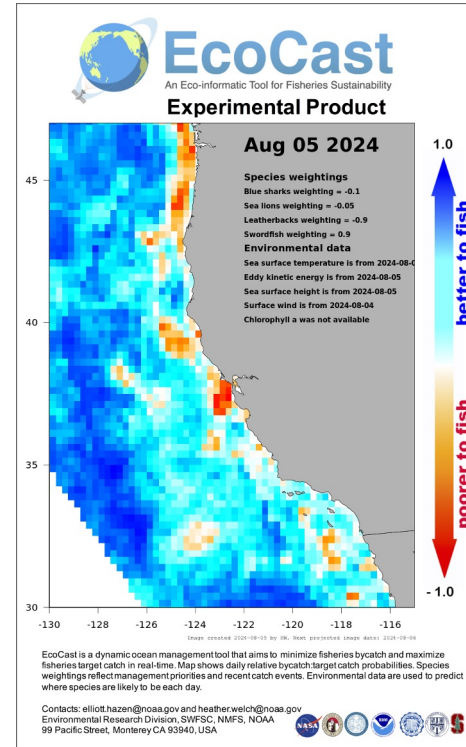 EcoCast
An Eco-informatic Tool for Fisheries Sustainability
Experimental Product
Aug 05 2024
Species weightings
Blue sharks weighting = -0.1
Sea lions weighting = -0.05
Leatherbacks weighting = -0.9
Swordfish weighting = 0.9
Environmental data
Sea surface temperature is from 2024-08-0
Eddy kinetic energy is from 2024-08-05
Sea surface height is from 2024-08-05
Surface wind is from 2024-08-04
Chlorophyll a was not available
1.0
better to fish
poorer to fish
- 1.0
45
40
35
30
-130
-128
-126
-124
-122
-120
-118
-116
Image created 2024-08-05 by HW. Next projected image date: 2024-08-06
EcoCast is a dynamic ocean management tool that aims to minimize fisheries bycatch and maximize
fisheries target catch in real-time. Map shows daily relative bycatch:target catch probabilities. Species
weightings reflect management priorities and recent catch events. Environmental data are used to predict
where species are likely to be each day.
Contacts: elliott.hazen@noaa.gov and heather.welch@noaa.gov
Environmental Research Division, SWFSC, NMFS, NOAA
99 Pacific Street, Monterey CA 93940, USA